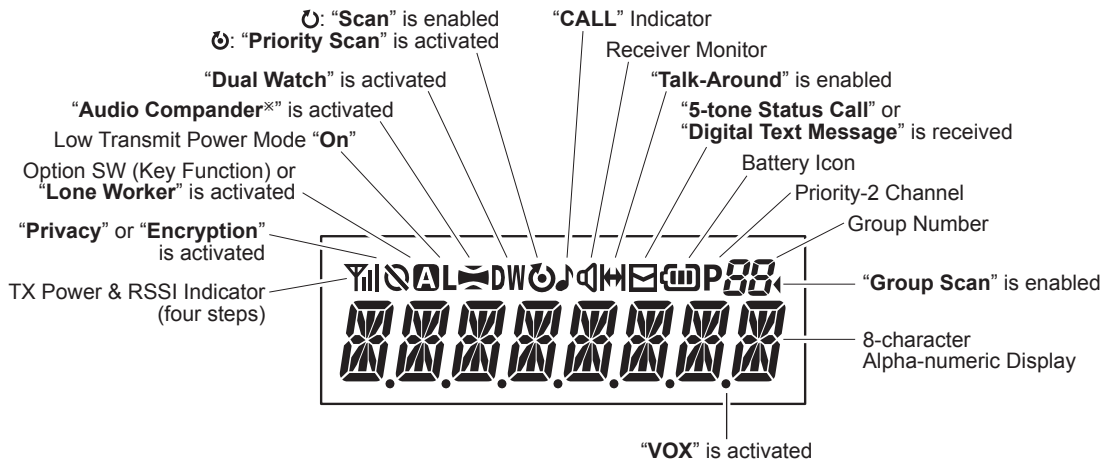 ↻: “Scan” is enabled
“CALL” Indicator
: “Priority Scan” is activated
Receiver Monitor
“Dual Watch” is activated
“Talk-Around” is enabled
“Audio Compander※” is activated
“5-tone Status Call” or
“Digital Text Message” is received
Low Transmit Power Mode “On”
Battery Icon
Option SW (Key Function) or
“Lone Worker” is activated
Priority-2 Channel
Group Number
“Privacy” or “Encryption”
is activated
A L DW P 88
TX Power & RSSI Indicator
(four steps)
“Group Scan” is enabled
8-character
Alpha-numeric Display
“VOX” is activated